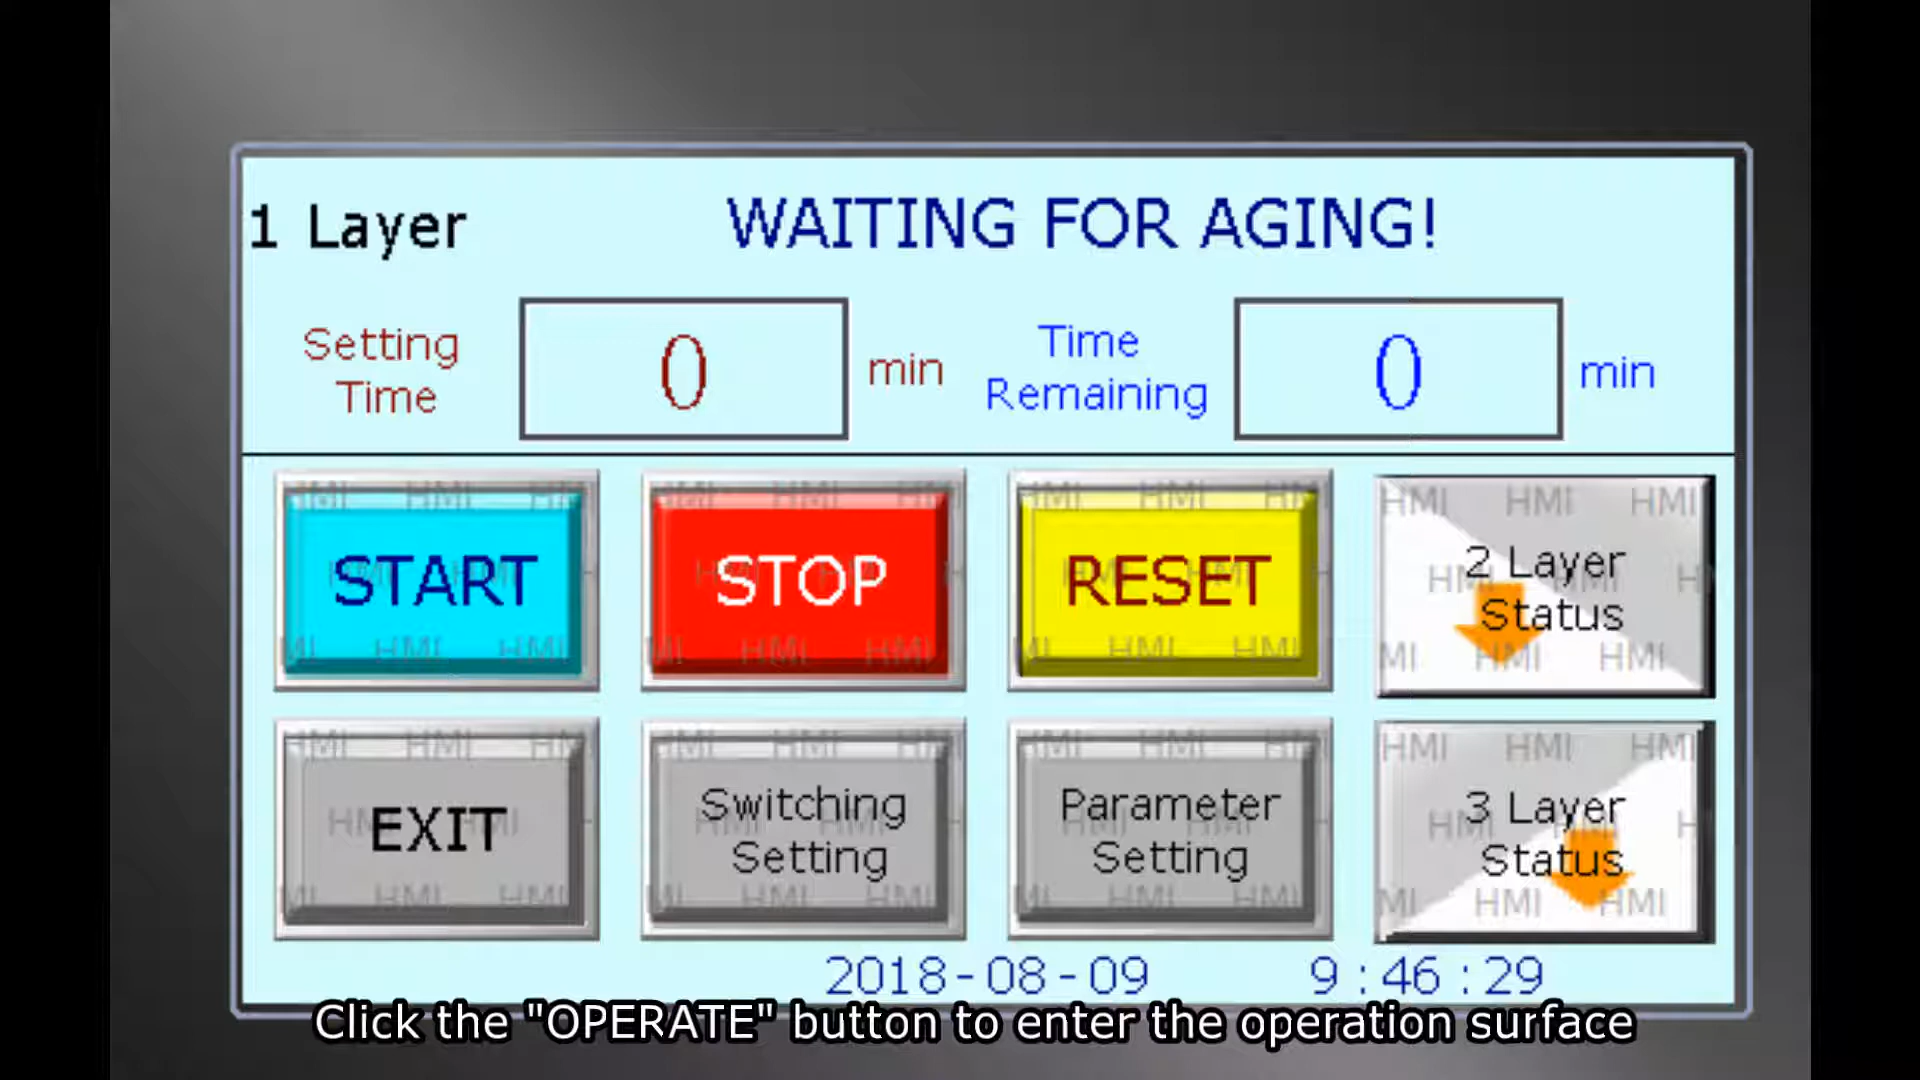 1 Layer
WAITING FOR AGING!
Setting
Time
0
min
Time
Remaining
0
min
START
STOP
RESET
2 Layer
Status
EXIT
Switching
Setting
Parameter
Setting
3 Layer
Status
2018-08-09
9:46:29
Click the "OPERATE" button to enter the operation surface